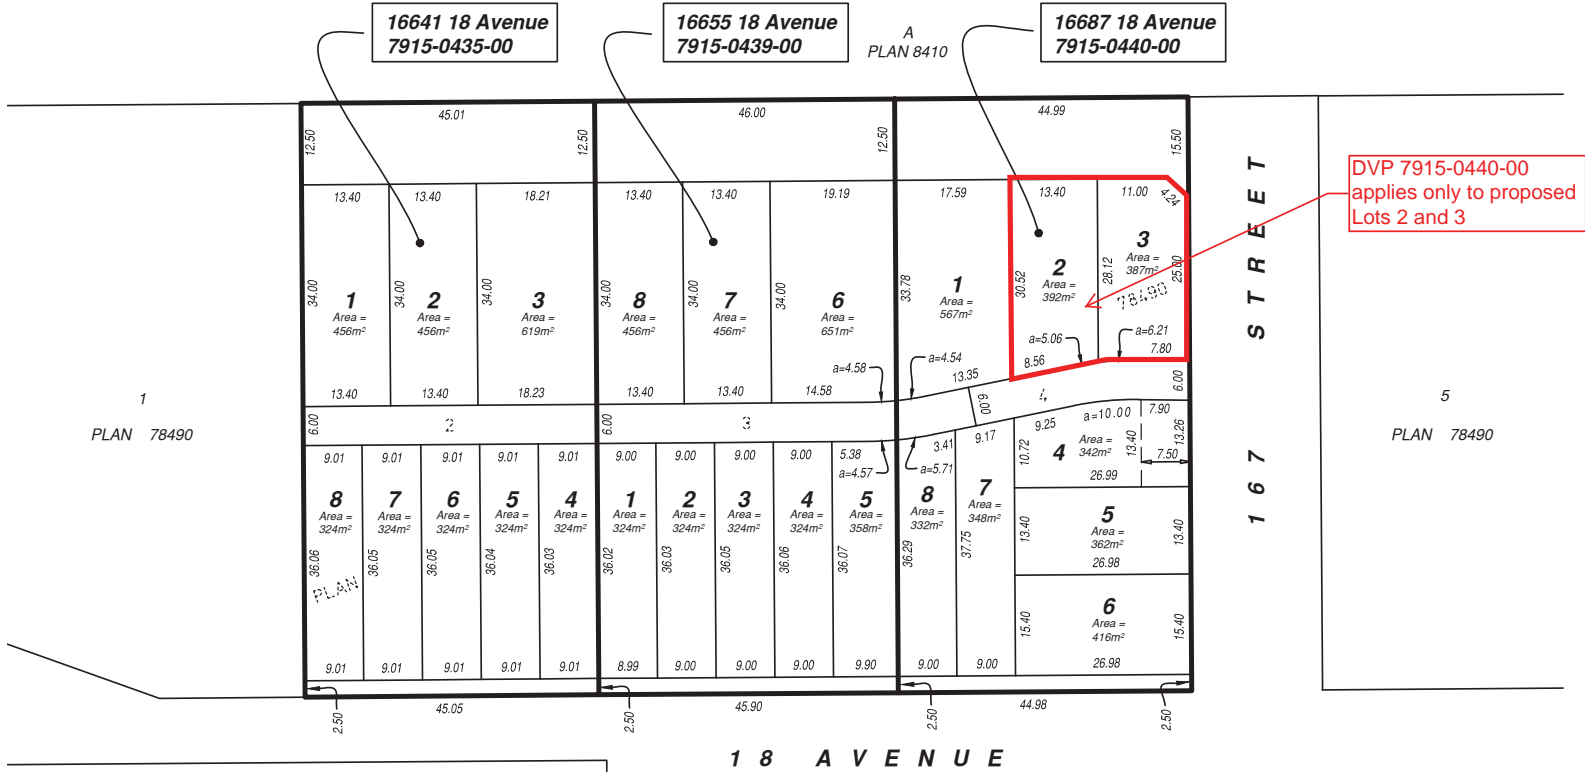 16641 18 Avenue
7915-0435-00
16655 18 Avenue
7915-0439-00
A
PLAN 8410
16687 18 Avenue
7915-0440-00
45.01
46.00
44.99
12.50
12.50
12.50
15.50
DVP 7915-0440-00
applies only to proposed
Lots 2 and 3
13.40
13.40
18.21
13.40
13.40
19.19
17.59
13.40
11.00
4.24
34.00
34.00
34.00
34.00
34.00
34.00
33.78
30.52
28.12
25.00
1
Area =
456m²
2
Area =
456m²
3
Area =
619m²
8
Area =
456m²
7
Area =
456m²
6
Area =
651m²
1
Area =
567m²
2
Area =
392m²
3
Area =
387m²
78490
a=4.58
a=4.54
a=5.06
a=6.21
8.56
7.80
13.40
13.40
18.23
13.40
13.40
14.58
13.35
6.00
6.00
6.00
6.00
2
3
4
1
PLAN 78490
5
PLAN 78490
167 STREET
9.01
9.01
9.01
9.01
9.01
9.00
9.00
9.00
9.00
5.38
a=4.57
a=5.71
3.41
9.17
9.25
a=10.00
7.90
10.72
13.40
13.26
7.50
4
Area =
342m²
26.99
8
Area =
324m²
7
Area =
324m²
6
Area =
324m²
5
Area =
324m²
4
Area =
324m²
1
Area =
324m²
2
Area =
324m²
3
Area =
324m²
4
Area =
324m²
5
Area =
358m²
8
Area =
332m²
7
Area =
348m²
13.40
5
Area =
362m²
13.40
26.98
36.06
36.05
36.05
36.04
36.03
36.02
36.03
36.05
36.06
36.07
36.29
37.75
PLAN
15.40
6
Area =
416m²
15.40
26.98
9.01
9.01
9.01
9.01
9.01
8.99
9.00
9.00
9.00
9.90
9.00
9.00
2.50
45.05
2.50
45.90
2.50
44.98
2.50
18 AVENUE